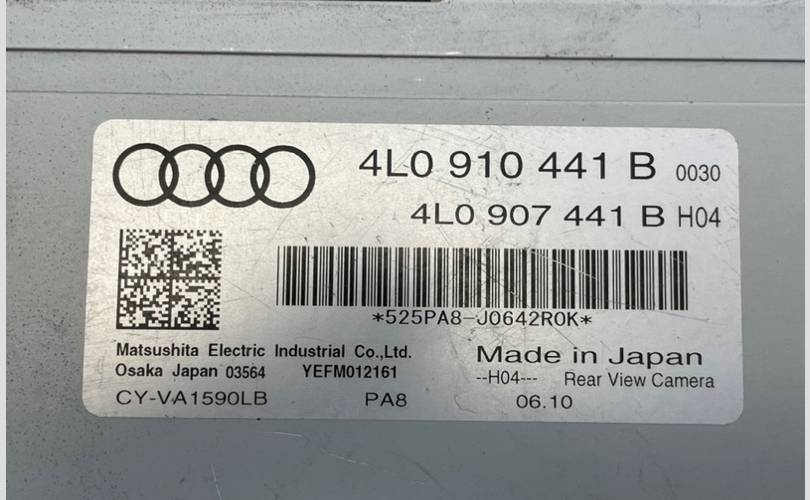 4L0 910 441 B 0030
4L0 907 441 B H04
*525PA8-J0642R0K*
Matsushita Electric Industrial Co.,Ltd.
Made in Japan
Osaka Japan 03564 YEFM012161
--H04--- Rear View Camera
CY-VA1590LB PA8 06.10